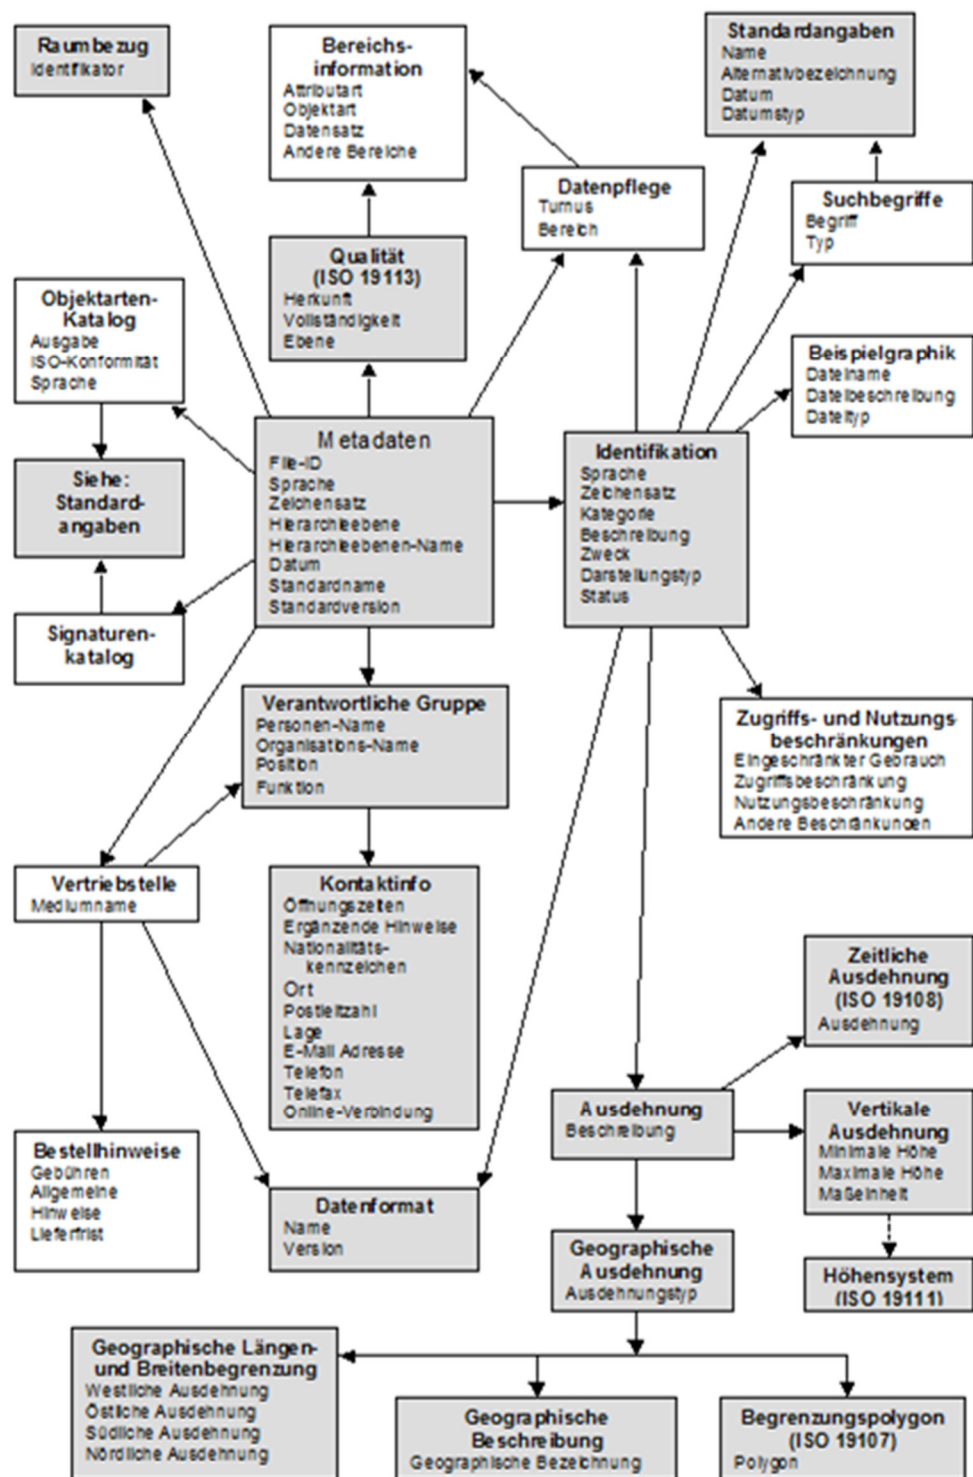 Raumbezug
Identifikator
Bereichs-
information
Attributart
Objektart
Datensatz
Andere Bereiche
Standardangaben
Name
Alternativbezeichnung
Datum
Datumstyp
Datenpflege
Turnus
Bereich
Suchbegriffe
Begriff
Typ
Qualität
(ISO 19113)
Herkunft
Vollständigkeit
Ebene
Objektarten-
Katalog
Ausgabe
ISO-Konformität
Sprache
Beispielgraphik
Dateiname
Dateibeschreibung
Dateityp
Metadaten
File-ID
Sprache
Zeichensatz
Hierarchieebene
Hierarchieebenen-Name
Datum
Standardname
Standardversion
Identifikation
Sprache
Zeichensatz
Kategorie
Beschreibung
Zweck
Darstellungstyp
Status
Siehe:
Standard-
angaben
Signaturen-
katalog
Verantwortliche Gruppe
Personen-Name
Organisations-Name
Position
Funktion
Zugriffs- und Nutzungs
beschränkungen
Eingeschränkter Gebrauch
Zugriffsbeschränkung
Nutzungsbeschränkung
Andere Beschränkungen
Vertriebstelle
Mediumname
Kontaktinfo
Öffnungszeiten
Ergänzende Hinweise
Nationalitäts-
kennzeichen
Ort
Postleitzahl
Lage
E-Mail Adresse
Telefon
Telefax
Online-Verbindung
Zeitliche
Ausdehnung
(ISO 19108)
Ausdehnung
Ausdehnung
Beschreibung
Vertikale
Ausdehnung
Minimale Höhe
Maximale Höhe
Maßeinheit
Bestellhinweise
Gebühren
Allgemeine
Hinweise
Lieferfrist
Datenformat
Name
Version
Geographische
Ausdehnung
Ausdehnungstyp
Höhensystem
(ISO 19111)
Geographische Längen-
und Breitenbegrenzung
Westliche Ausdehnung
Östliche Ausdehnung
Südliche Ausdehnung
Nördliche Ausdehnung
Geographische
Beschreibung
Geographische Bezeichnung
Begrenzungspolygon
(ISO 19107)
Polygon